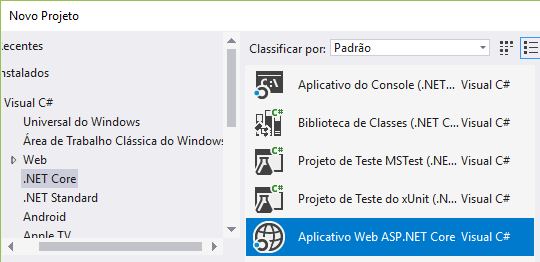 Novo Projeto
ecentes
nstalados
Visual C#
Universal do Windows
Área de Trabalho Clássica do Windows
Web
.NET Core
.NET Standard
Android
Apple TV
Classificar por: Padrão
Aplicativo do Console (.NET... Visual C#
Biblioteca de Classes (.NET C... Visual C#
Projeto de Teste MSTest (.NE... Visual C#
Projeto de Teste do xUnit (.N... Visual C#
Aplicativo Web ASP.NET Core Visual C#